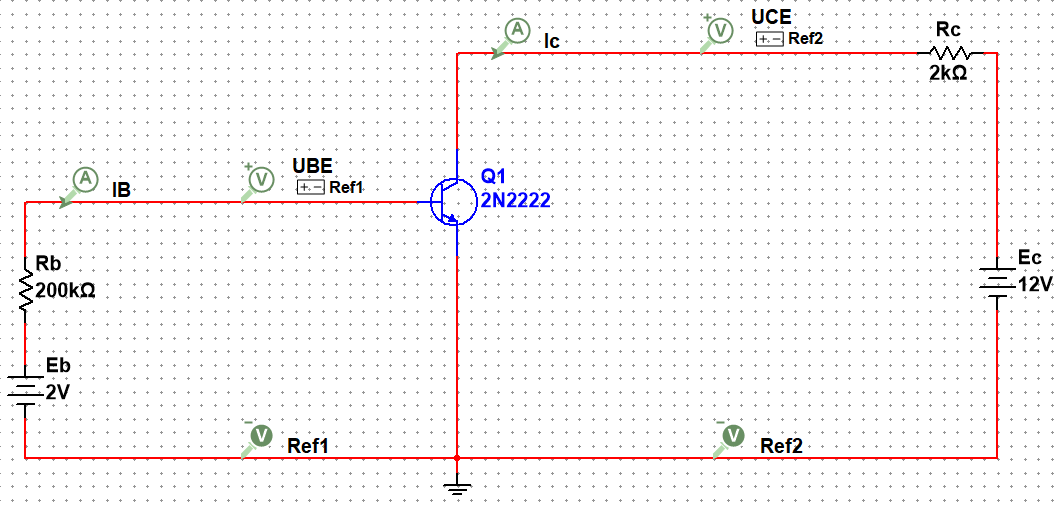 A
Ic
+
V
UCE
+ -
Ref2
Rc
2kΩ
A
IB
+
V
UBE
+ -
Ref1
Q1
2N2222
Rb
200kΩ
Ec
12V
Eb
2V
-
V
Ref1
-
V
Ref2